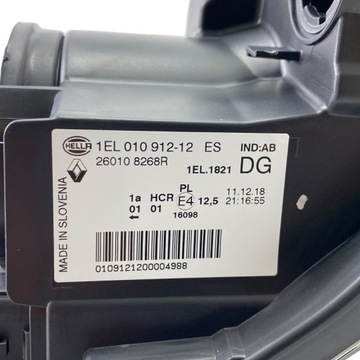 HELLA 1EL 010 912-12 ES IND:AB
26010 8268R 1EL.1821 DG
PL 11.12.18
1a HCR E4 12,5 21:16:55
01 01
← 16098
0109121200004988
MADE IN SLOVENIA